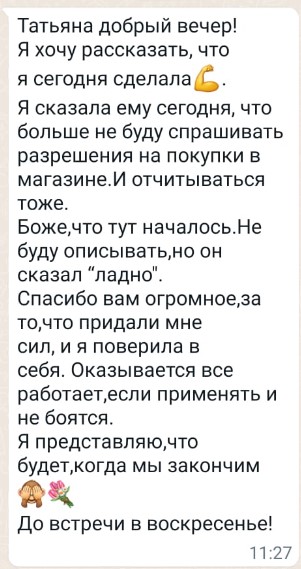 Татьяна добрый вечер!
Я хочу рассказать, что
я сегодня сделала💪.
Я сказала ему сегодня, что
больше не буду спрашивать
разрешения на покупки в
магазине.И отчитываться
тоже.
Боже,что тут началось.Не
буду описывать,но он
сказал “ладно".
Спасибо вам огромное,за
то,что придали мне
сил, и я поверила в
себя. Оказывается все
работает,если применять и
не боятся.
Я представляю,что
будет,когда мы закончим
🙈💐
До встречи в воскресенье!
11:27